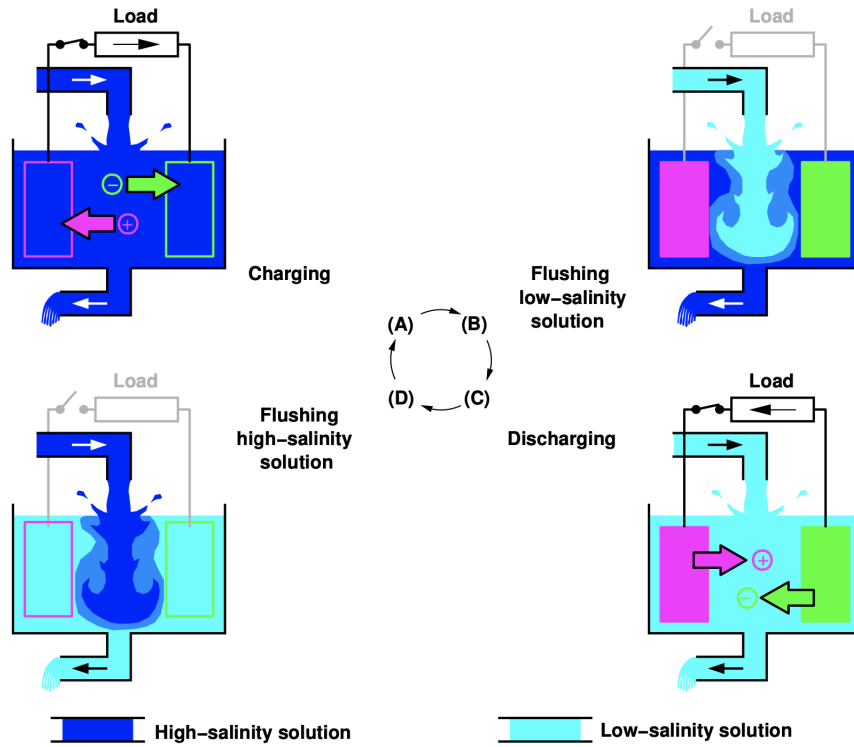 Load
Load
Charging
Flushing
low–salinity
solution
(A)
(B)
(D)
(C)
Load
Load
Flushing
high–salinity
solution
Discharging
High–salinity solution
Low–salinity solution